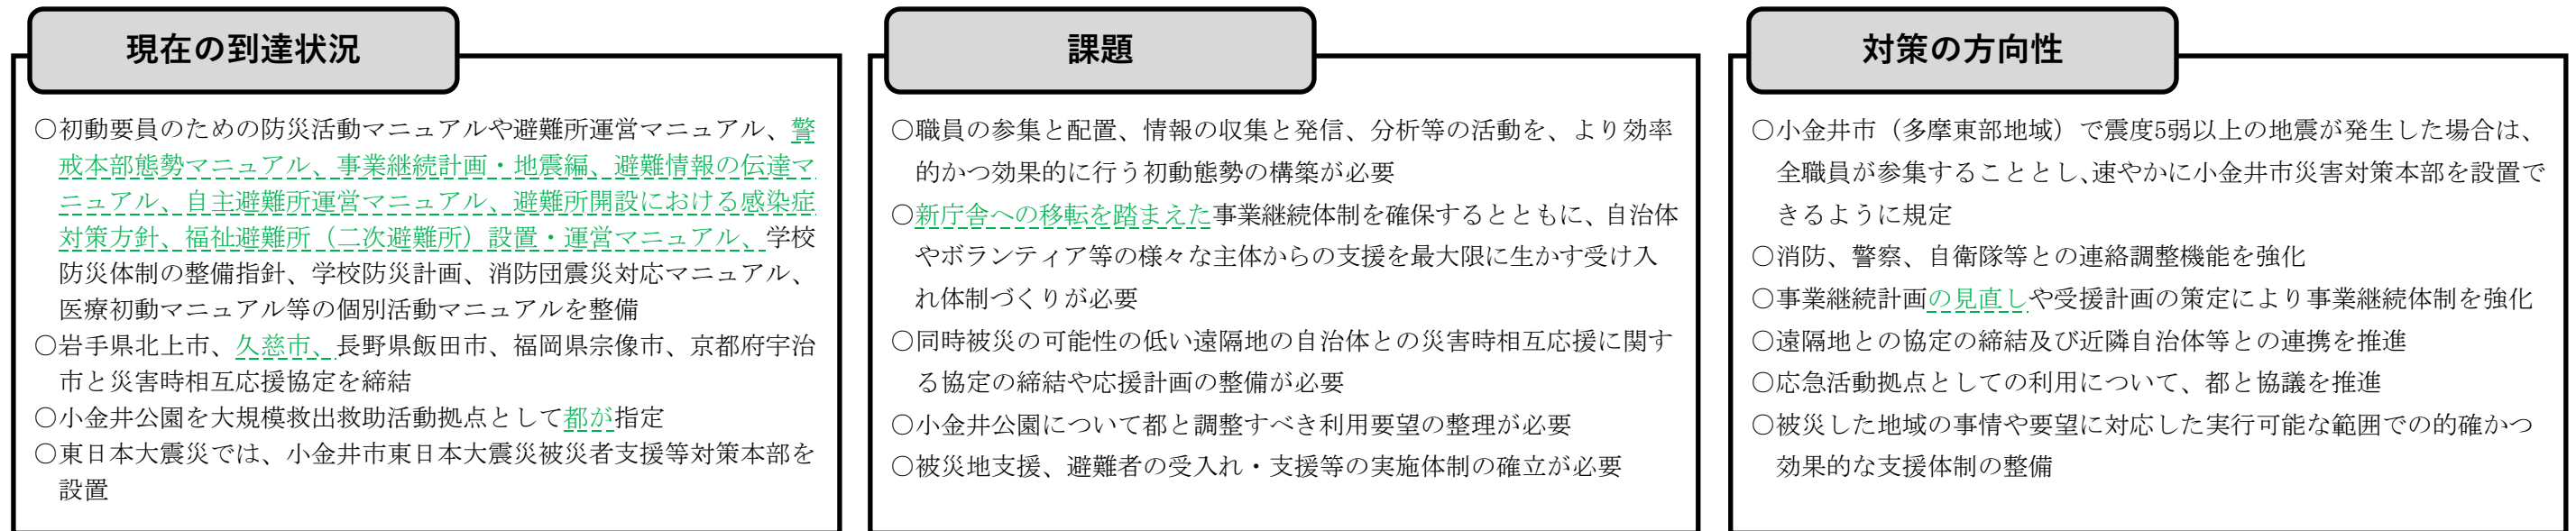 現在の到達状況
○初動要員のための防災活動マニュアルや避難所運営マニュアル、警
戒本部態勢マニュアル、事業継続計画・地震編、避難情報の伝達マ
ニュアル、自主避難所運営マニュアル、避難所開設における感染症
対策方針、福祉避難所（二次避難所）設置・運営マニュアル、学校
防災体制の整備指針、学校防災計画、消防団震災対応マニュアル、
医療初動マニュアル等の個別活動マニュアルを整備
○岩手県北上市、久慈市、長野県飯田市、福岡県宗像市、京都府宇治
市と災害時相互応援協定を締結
○小金井公園を大規模救出救助活動拠点として都が指定
○東日本大震災では、小金井市東日本大震災被災者支援等対策本部を
設置
課題
○職員の参集と配置、情報の収集と発信、分析等の活動を、より効率
的かつ効果的に行う初動態勢の構築が必要
○新庁舎への移転を踏まえた事業継続体制を確保するとともに、自治体
やボランティア等の様々な主体からの支援を最大限に生かす受け入
れ体制づくりが必要
○同時被災の可能性の低い遠隔地の自治体との災害時相互応援に関す
る協定の締結や応援計画の整備が必要
○小金井公園について都と調整すべき利用要望の整理が必要
○被災地支援、避難者の受入れ・支援等の実施体制の確立が必要
対策の方向性
○小金井市（多摩東部地域）で震度5弱以上の地震が発生した場合は、
全職員が参集することとし、速やかに小金井市災害対策本部を設置で
きるように規定
○消防、警察、自衛隊等との連絡調整機能を強化
○事業継続計画の見直しや受援計画の策定により事業継続体制を強化
○遠隔地との協定の締結及び近隣自治体等との連携を推進
○応急活動拠点としての利用について、都と協議を推進
○被災した地域の事情や要望に対応した実行可能な範囲での的確かつ
効果的な支援体制の整備